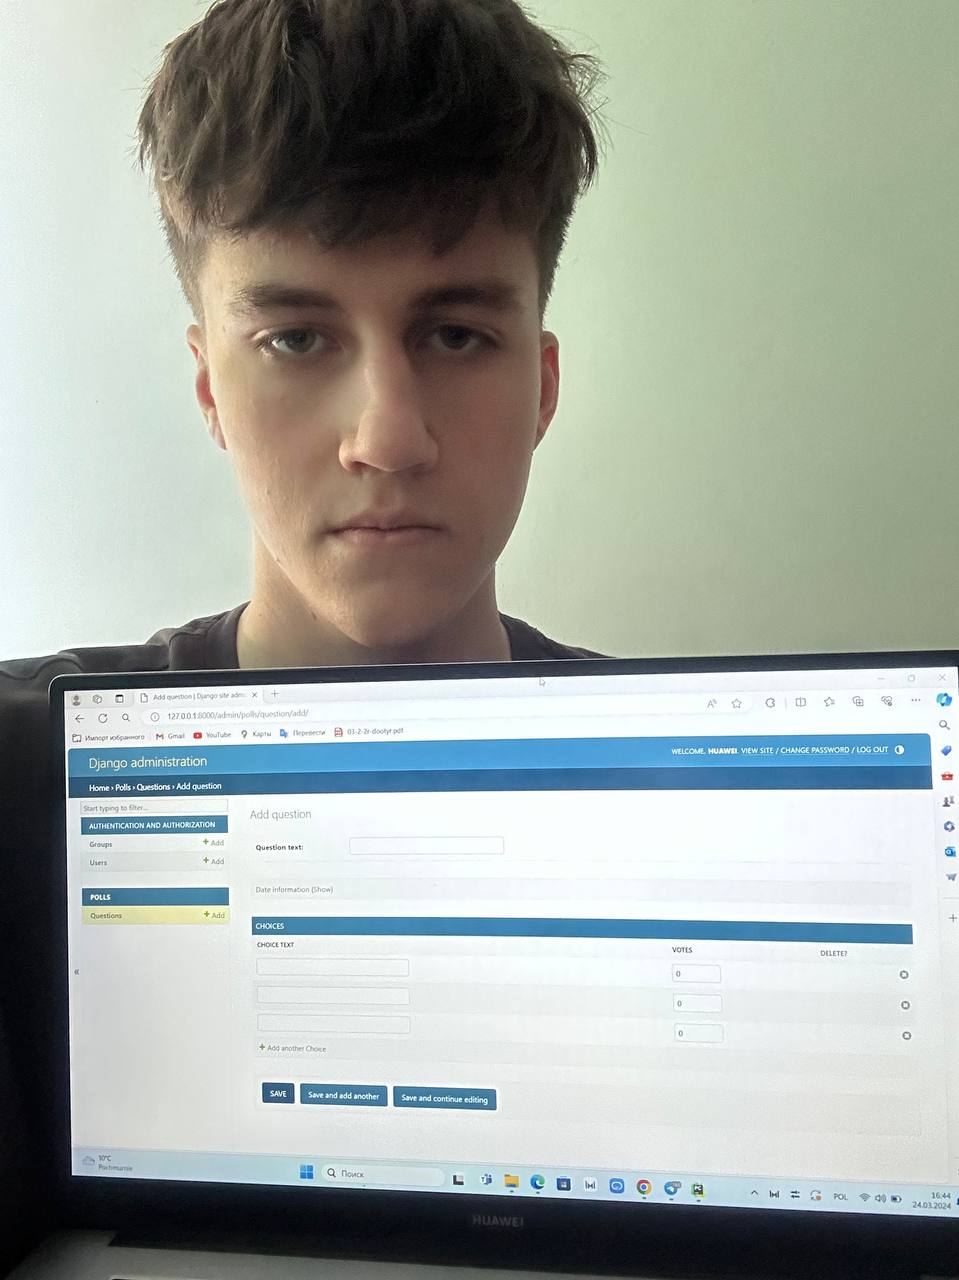 Add question | Django site adm
127.0.0.1:8000/admin/polls/question/add/
Импорт избранного Gmail YouTube Карты Перевести 03-2-2r-dootyr.pdf
Django administration
WELCOME, HUAWEI. VIEW SITE / CHANGE PASSWORD / LOG OUT
Home › Polls › Questions › Add question
Start typing to filter...
AUTHENTICATION AND AUTHORIZATION
Groups + Add
Users + Add
POLLS
Questions + Add
«
Add question
Question text:
Date information (Show)
CHOICES
CHOICE TEXT VOTES DELETE?
0
0
0
+ Add another Choice
SAVE Save and add another Save and continue editing
10°C
Pochmurnie
Поиск
POL
16:44
24.03.2024
HUAWEI